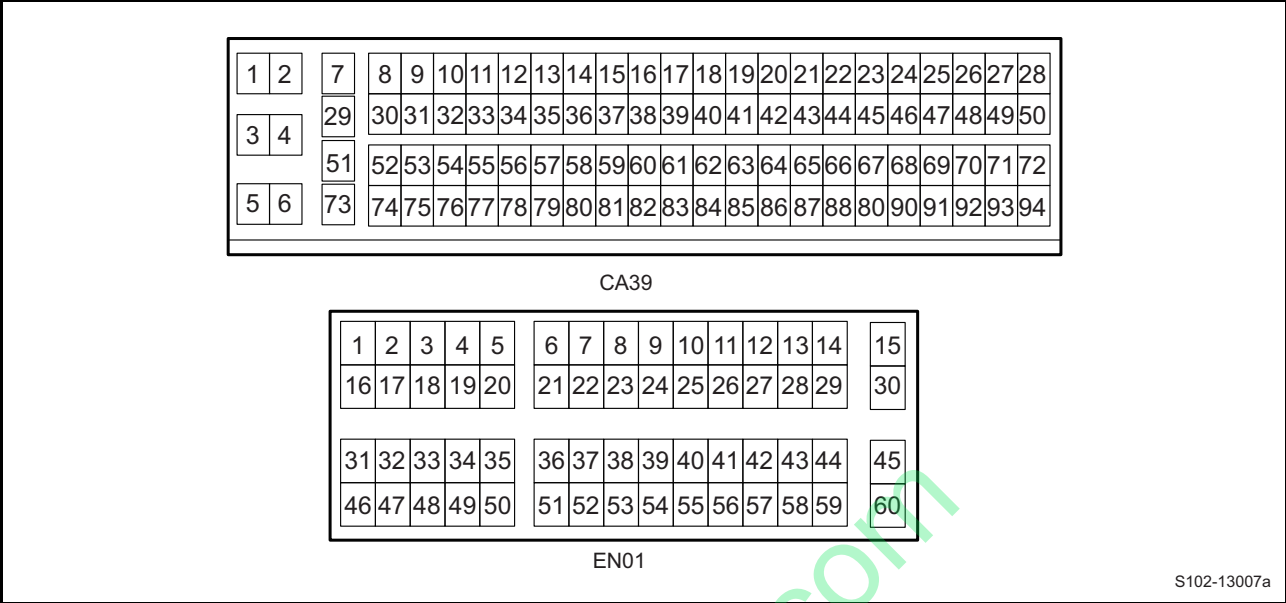 1 2 7 8 9 10 11 12 13 14 15 16 17 18 19 20 21 22 23 24 25 26 27 28
29 30 31 32 33 34 35 36 37 38 39 40 41 42 43 44 45 46 47 48 49 50
3 4
51 52 53 54 55 56 57 58 59 60 61 62 63 64 65 66 67 68 69 70 71 72
5 6 73 74 75 76 77 78 79 80 81 82 83 84 85 86 87 88 80 90 91 92 93 94
CA39
1 2 3 4 5 6 7 8 9 10 11 12 13 14 15
16 17 18 19 20 21 22 23 24 25 26 27 28 29 30
31 32 33 34 35 36 37 38 39 40 41 42 43 44 45
46 47 48 49 50 51 52 53 54 55 56 57 58 59 60
EN01
com
S102-13007a